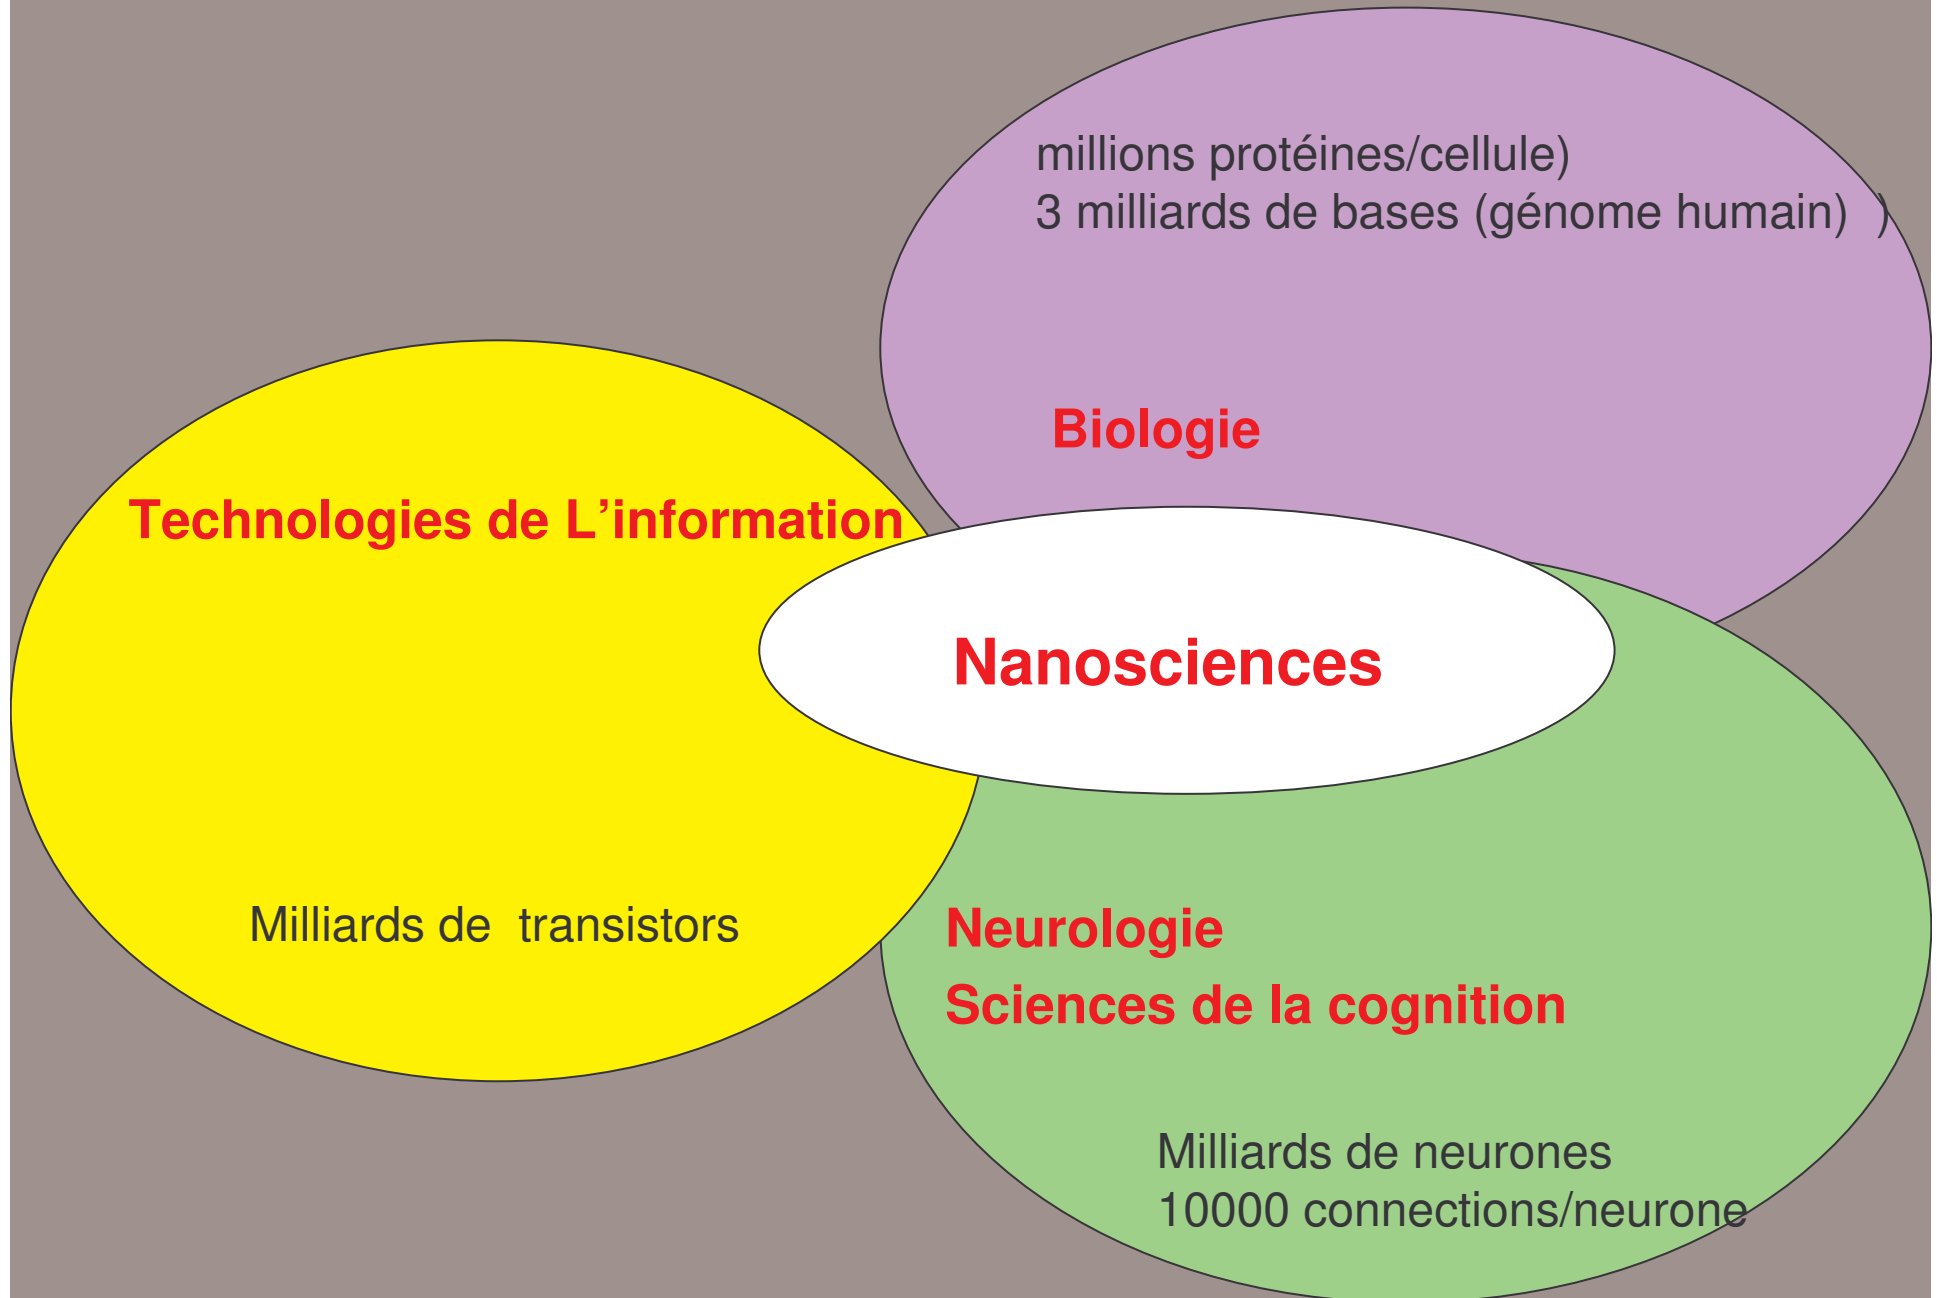 millions protéines/cellule)
3 milliards de bases (génome humain) )
Biologie
Technologies de L’information
Nanosciences
Milliards de transistors
Neurologie
Sciences de la cognition
Milliards de neurones
10000 connections/neurone